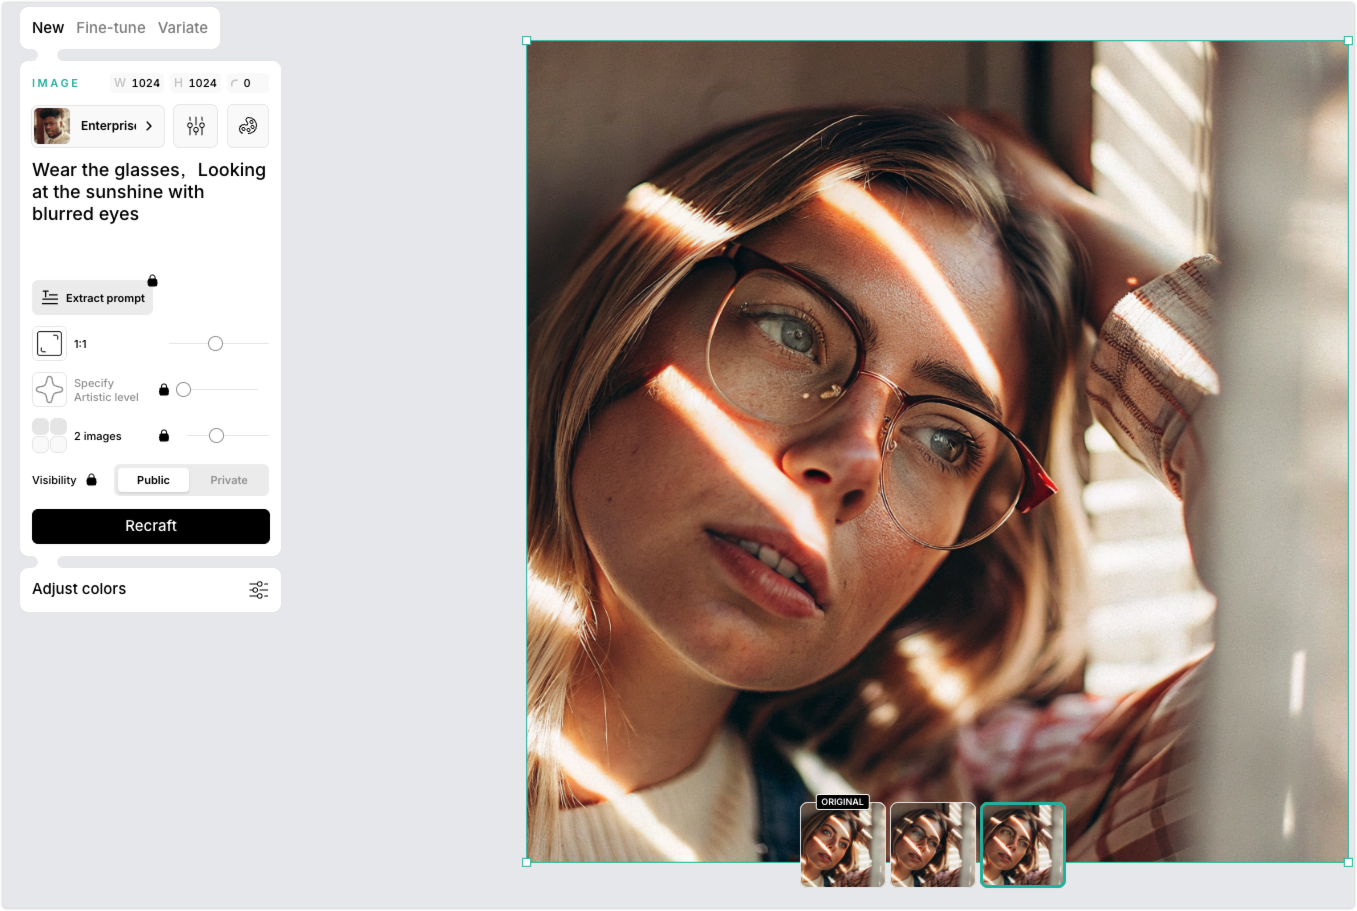 New Fine-tune Variate
IMAGE W 1024 H 1024 0
Enterpris
Wear the glasses, Looking
at the sunshine with
blurred eyes
Extract prompt
1:1
Specify
Artistic level
2 images
Visibility Public Private
Recraft
Adjust colors
ORIGINAL